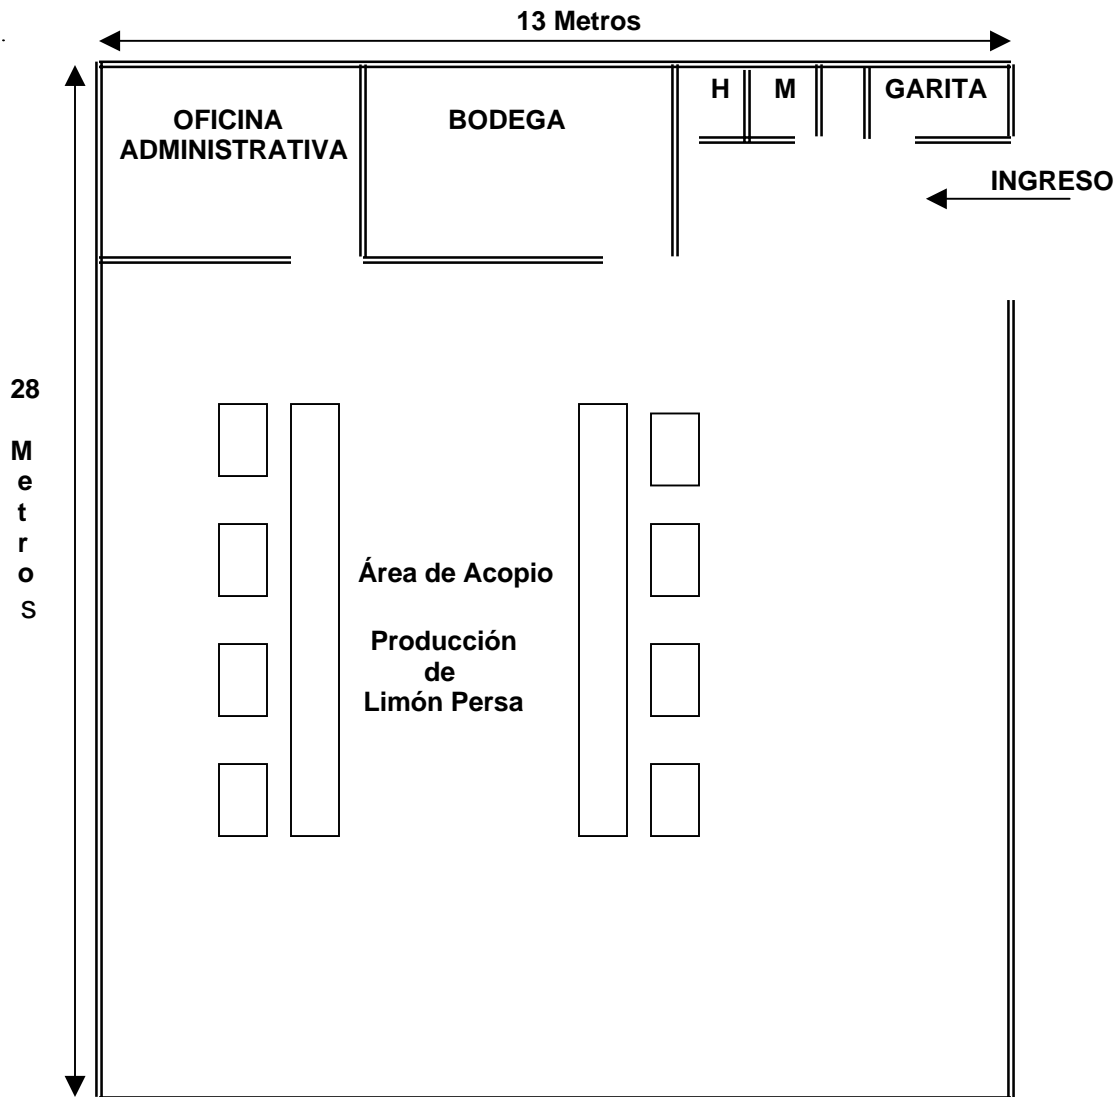 13 Metros
H M GARITA
OFICINA
ADMINISTRATIVA
BODEGA
INGRESO
28
M
e
t
r
o
s
Área de Acopio
Producción
de
Limón Persa